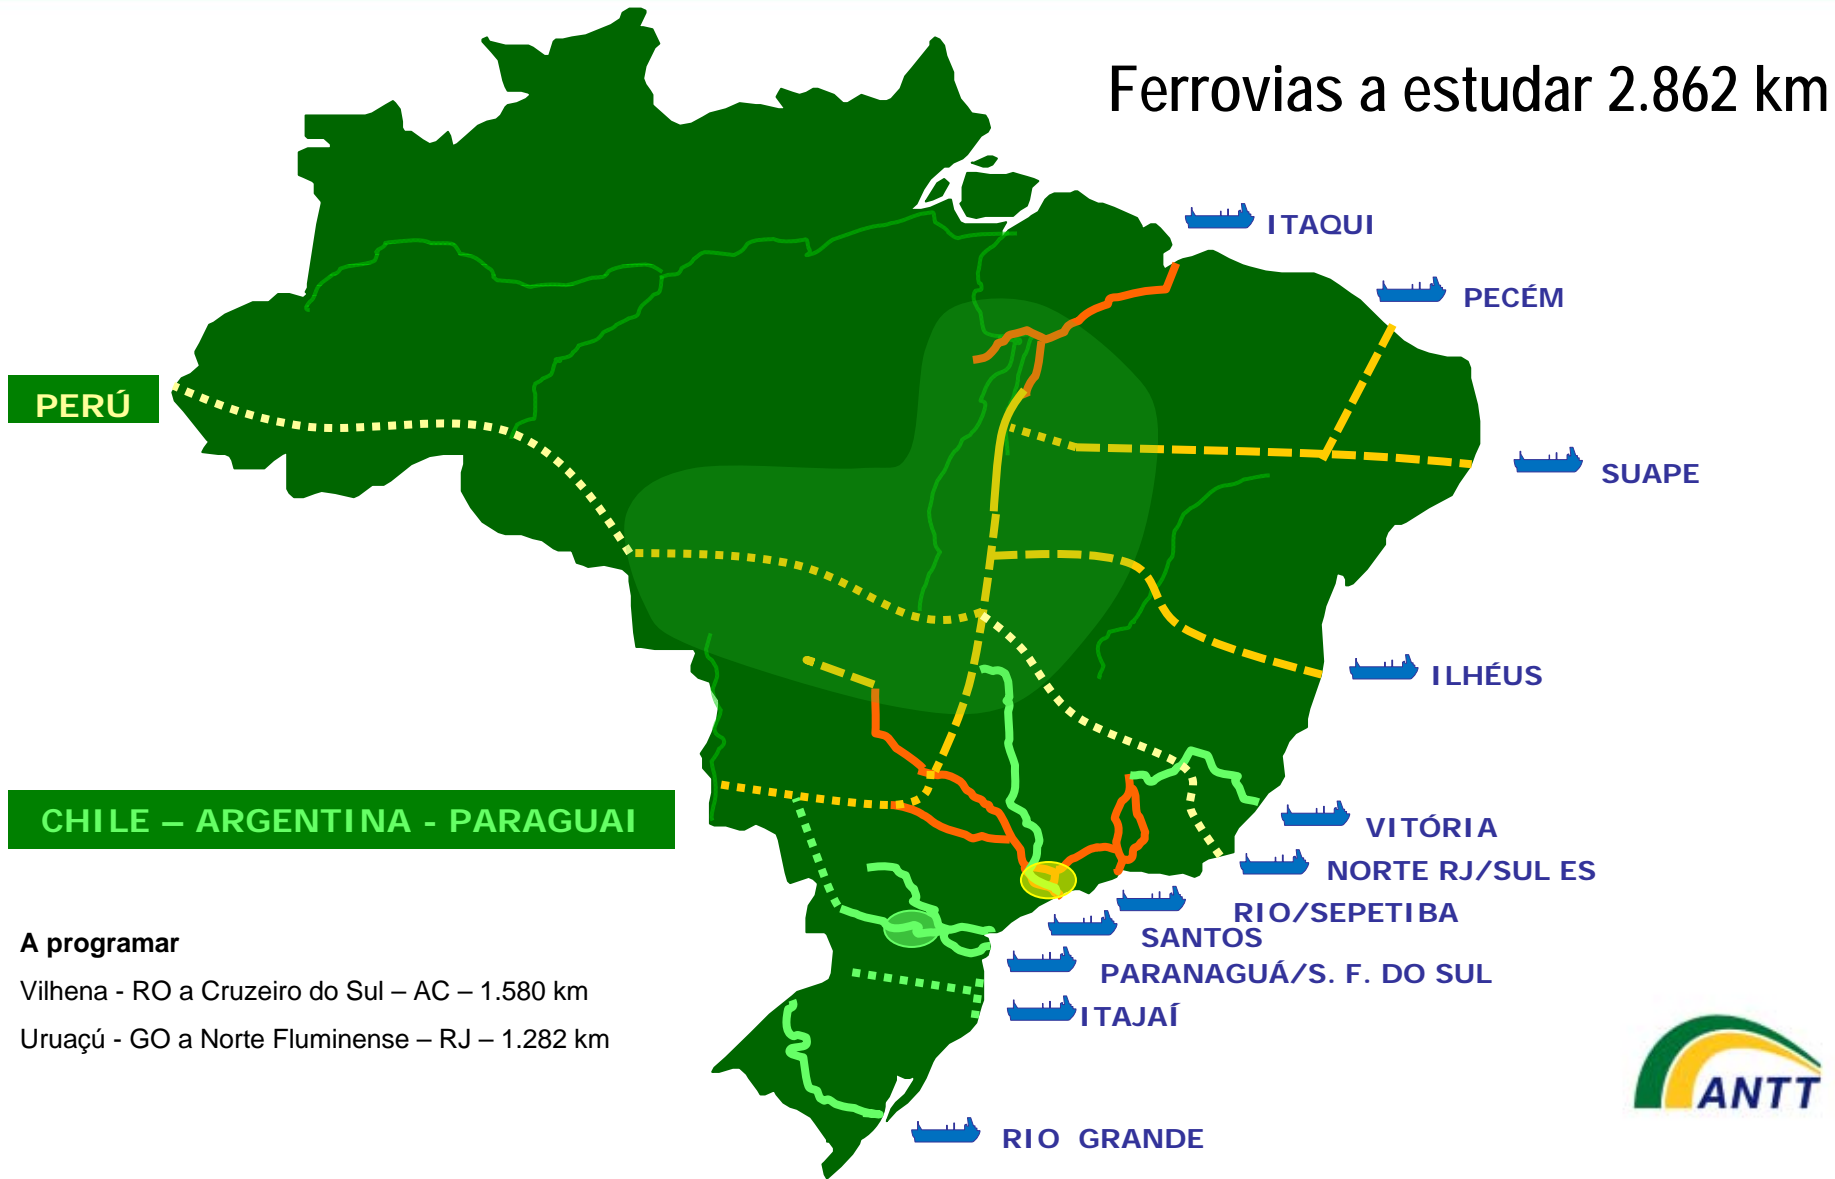 Ferrovias a estudar 2.862 km
ITAQUI
PECÉM
PERÚ
SUAPE
ILHÉUS
CHILE – ARGENTINA - PARAGUAI
VITÓRIA
NORTE RJ/SUL ES
RIO/SEPETIBA
SANTOS
PARANAGUÁ/S. F. DO SUL
ITAJAÍ
A programar
Vilhena - RO a Cruzeiro do Sul – AC – 1.580 km
Uruaçú - GO a Norte Fluminense – RJ – 1.282 km
RIO GRANDE
ANTT